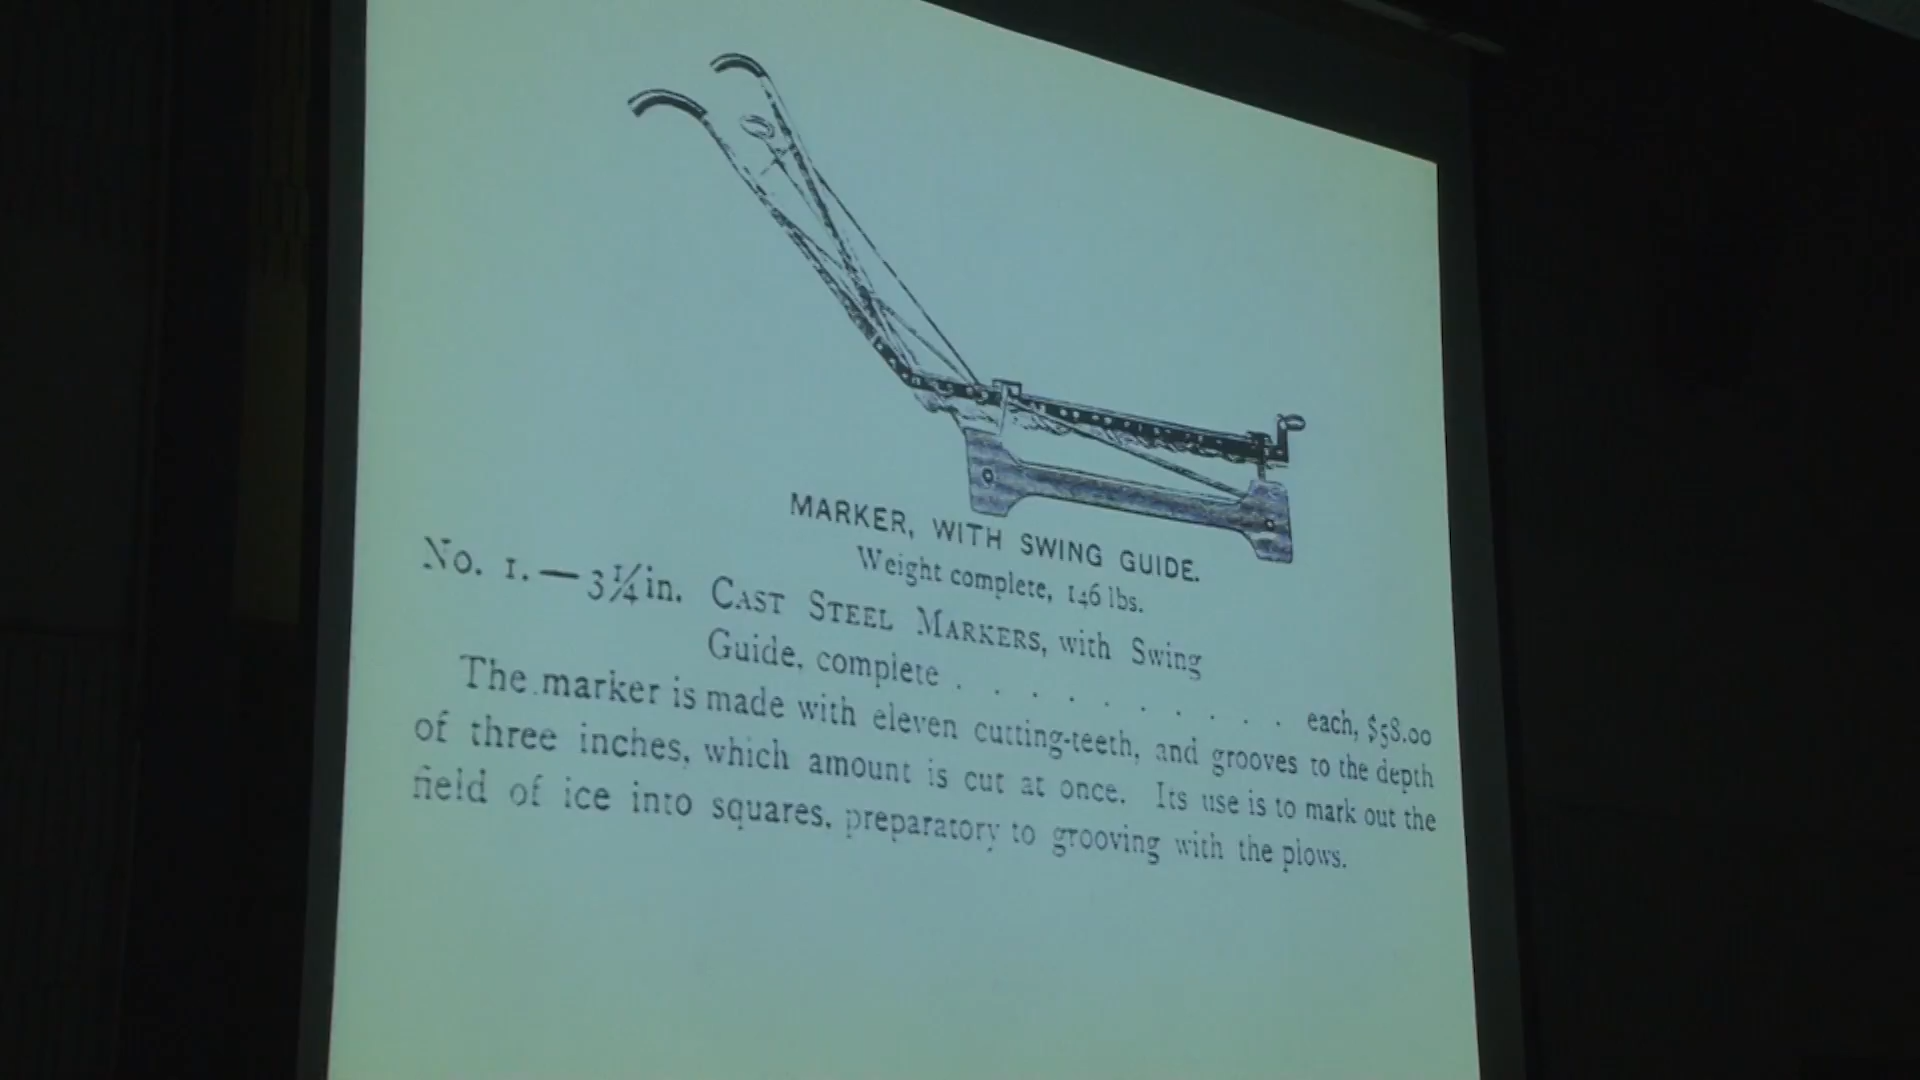 MARKER, WITH SWING GUIDE.
Weight complete, 146 lbs.
No. 1.—3¼ in. CAST STEEL MARKERS, with Swing
Guide, complete . . . . . . . . . each, $58.00
The marker is made with eleven cutting-teeth, and grooves to the depth
of three inches, which amount is cut at once. Its use is to mark out the
field of ice into squares, preparatory to grooving with the plows.